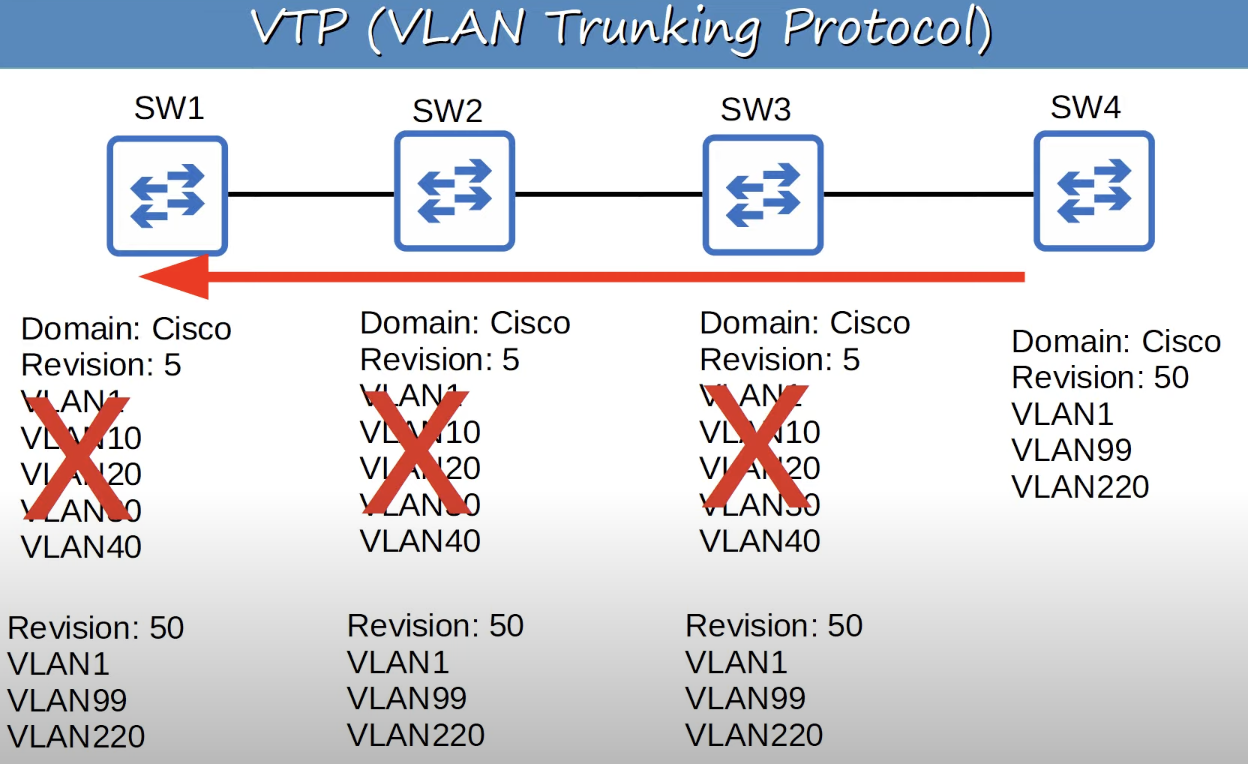 VTP (VLAN Trunking Protocol)
SW1
SW2
SW3
SW4
Domain: Cisco
Revision: 5
VLAN1
VLAN10
VLAN20
VLAN30
VLAN40
Revision: 50
VLAN1
VLAN99
VLAN220
Domain: Cisco
Revision: 5
VLAN1
VLAN10
VLAN20
VLAN30
VLAN40
Revision: 50
VLAN1
VLAN99
VLAN220
Domain: Cisco
Revision: 5
VLAN1
VLAN10
VLAN20
VLAN30
VLAN40
Revision: 50
VLAN1
VLAN99
VLAN220
Domain: Cisco
Revision: 50
VLAN1
VLAN99
VLAN220